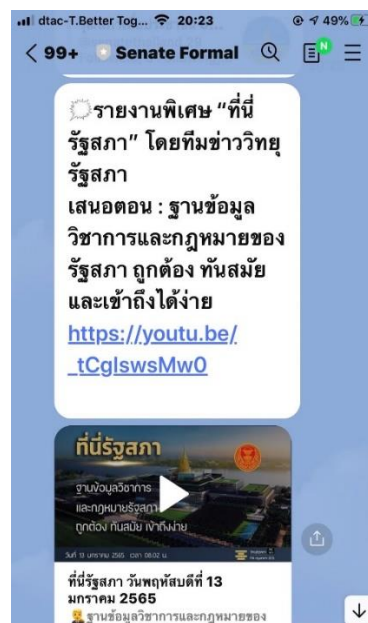 dtac-T.Better Tog... 20:23 49%
99+ Senate Formal N
รายงานพิเศษ “ที่นี่
รัฐสภา” โดยทีมข่าววิทยุ
รัฐสภา
เสนอตอน : ฐานข้อมูล
วิชาการและกฎหมายของ
รัฐสภา ถูกต้อง ทันสมัย
และเข้าถึงได้ง่าย
https://youtu.be/
_tCgIswsMw0
ที่นี่รัฐสภา
ฐานข้อมูลวิชาการ
และกฎหมายรัฐสภา
ถูกต้อง ทันสมัย เข้าถึงง่าย
ที่นี่รัฐสภา วันพฤหัสบดีที่ 13
มกราคม 2565
ฐานข้อมูลวิชาการและกฎหมายของ